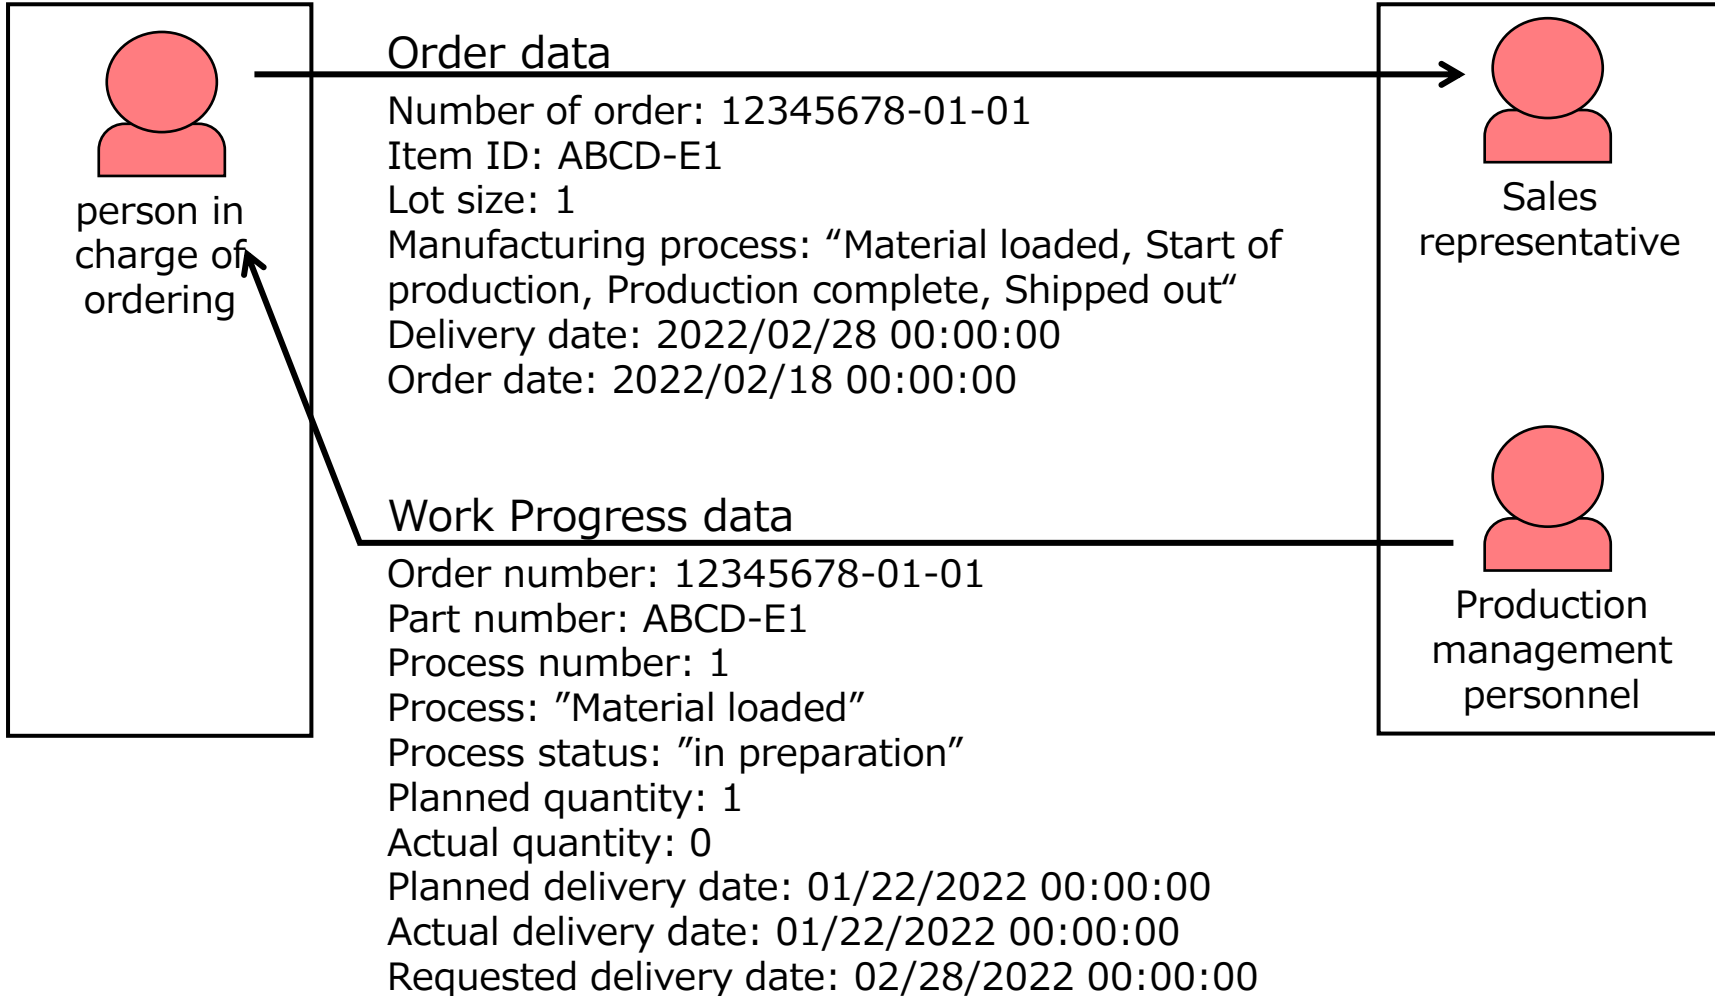 person in
charge of
ordering
Order data
Number of order: 12345678-01-01
Item ID: ABCD-E1
Lot size: 1
Manufacturing process: “Material loaded, Start of
production, Production complete, Shipped out“
Delivery date: 2022/02/28 00:00:00
Order date: 2022/02/18 00:00:00
Sales
representative
Work Progress data
Order number: 12345678-01-01
Part number: ABCD-E1
Process number: 1
Process: ”Material loaded”
Process status: ”in preparation”
Planned quantity: 1
Actual quantity: 0
Planned delivery date: 01/22/2022 00:00:00
Actual delivery date: 01/22/2022 00:00:00
Requested delivery date: 02/28/2022 00:00:00
Production
management
personnel